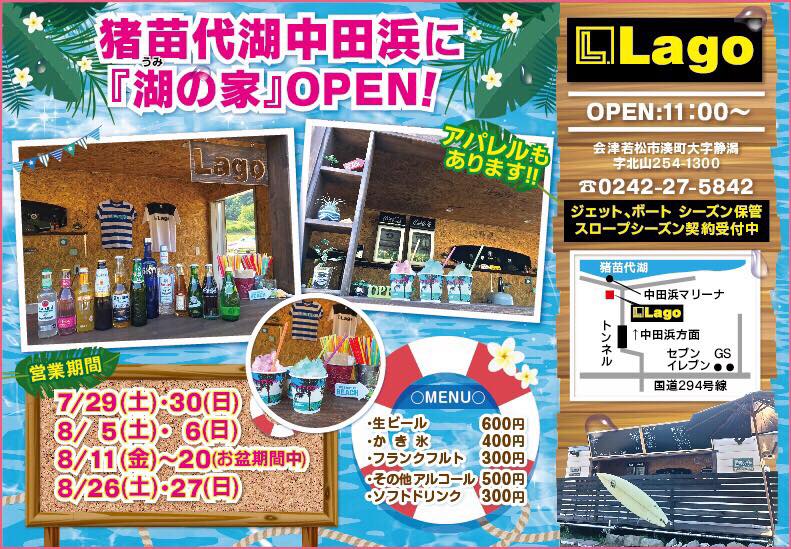 猪苗代湖中田浜に
うみ
『湖の家』OPEN!
Lago
アパレルも
あります!!
OPEN
BEACH
営業期間
7/29(土)・30(日)
8/ 5(土)・ 6(日)
8/11(金)〜20(お盆期間中)
8/26(土)・27(日)
○MENU○
・生ビール 600円
・かき氷 400円
・フランクフルト 300円
・その他アルコール 500円
・ソフトドリンク 300円
L Lago
OPEN:11:00〜
会津若松市湊町大字静潟
字北山254-1300
☎0242-27-5842
ジェット、ボート シーズン保管
スロープシーズン契約受付中
猪苗代湖
中田浜マリーナ
L Lago
↑中田浜方面
トンネル
セブン
イレブン
GS
国道294号線